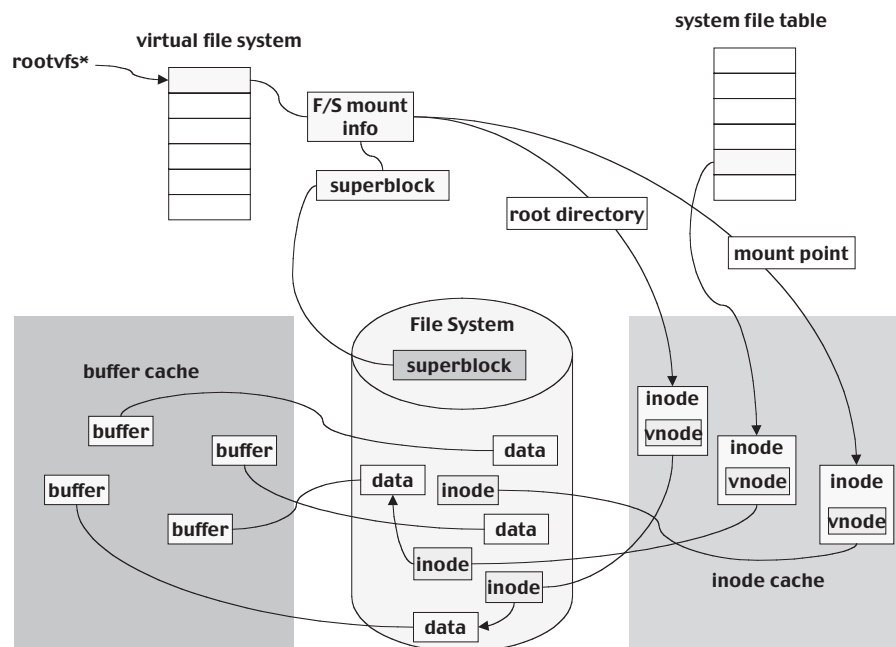 system file table
virtual file system
rootvfs*
F/S mount
info
superblock
root directory
mount point
File System
superblock
buffer cache
inode
vnode
buffer
data
inode
vnode
buffer
data
inode
inode
vnode
buffer
buffer
data
inode
inode
inode cache
data